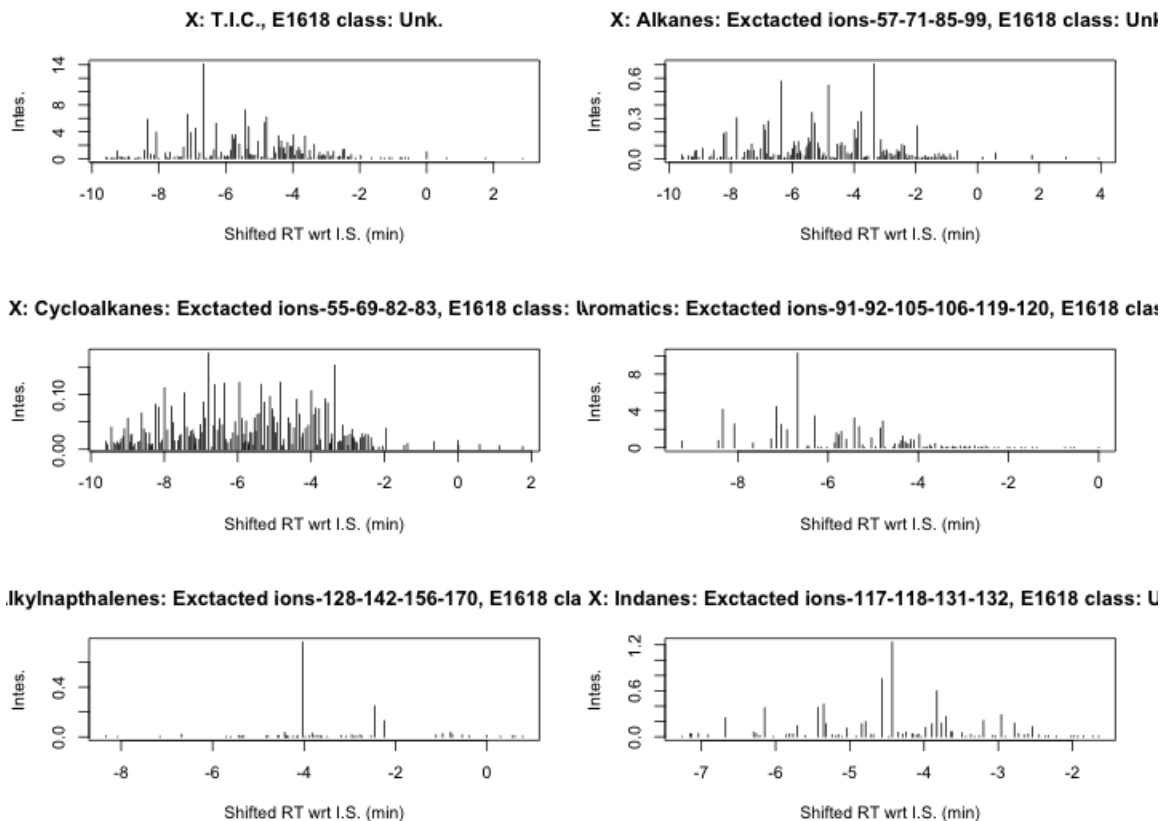 X: T.I.C., E1618 class: Unk.
Intes.
14
8
4
0
-10 -8 -6 -4 -2 0 2
Shifted RT wrt I.S. (min)
X: Alkanes: Exctacted ions-57-71-85-99, E1618 class: Unk
Intes.
0.6
0.3
0.0
-10 -8 -6 -4 -2 0 2 4
Shifted RT wrt I.S. (min)
X: Cycloalkanes: Exctacted ions-55-69-82-83, E1618 class: U
Intes.
0.10
0.00
-10 -8 -6 -4 -2 0 2
Shifted RT wrt I.S. (min)
Aromatics: Exctacted ions-91-92-105-106-119-120, E1618 clas
Intes.
8
4
0
-8 -6 -4 -2 0
Shifted RT wrt I.S. (min)
lkylnapthalenes: Exctacted ions-128-142-156-170, E1618 cla
Intes.
0.4
0.0
-8 -6 -4 -2 0
Shifted RT wrt I.S. (min)
X: Indanes: Exctacted ions-117-118-131-132, E1618 class: U
Intes.
1.2
0.6
0.0
-7 -6 -5 -4 -3 -2
Shifted RT wrt I.S. (min)